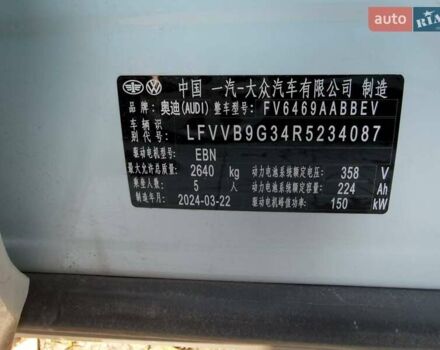 auto RIA
中国 一汽-大众汽车有限公司 制造
品牌: 奥迪(AUDI) 整车型号: FV6469AABBEV
车辆识别代号: LFVVB9G34R5234087
驱动电机型号: EBN 动力电池系统额定电压: 358 V
最大允许总质量: 2640 kg 动力电池系统额定容量: 224 Ah
乘坐人数: 5 人 驱动电机峰值功率: 150 kW
制造年月: 2024-03-22